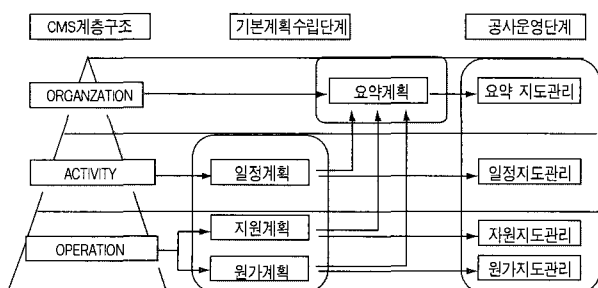 CMS계층구조
기본계획수립단계
공사운영단계
ORGANZATION
요약계획
요약 지도관리
ACTIVITY
일정계획
일정지도관리
OPERATION
지원계획
자원지도관리
원가계획
원가지도관리